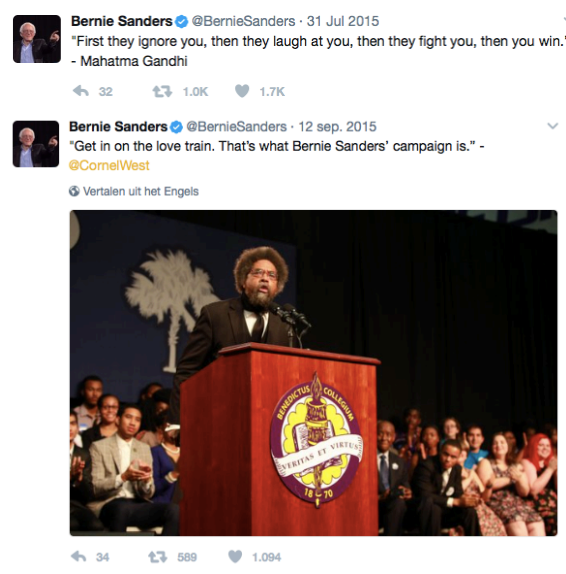 Bernie Sanders @BernieSanders · 31 Jul 2015
"First they ignore you, then they laugh at you, then they fight you, then you win."
- Mahatma Gandhi
32 1.0K 1.7K
Bernie Sanders @BernieSanders · 12 sep. 2015
"Get in on the love train. That's what Bernie Sanders' campaign is." -
@CornelWest
Vertalen uit het Engels
BENEDICTUS COLLEGIUM
VERITAS ET VIRTUS
18 70
34 589 1.094